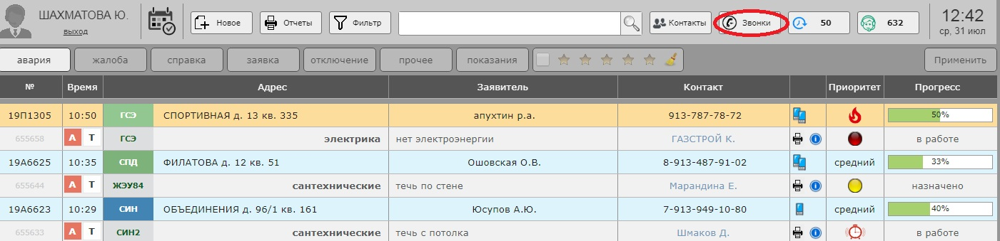 ШАХМАТОВА Ю.
выход
Новое
Отчеты
Фильтр
Контакты
Звонки
50
632
12:42
ср, 31 июл
авария жалоба справка заявка отключение прочее показания Применить
№ Время Адрес Заявитель Контакт Приоритет Прогресс
19П1305 10:50 ГСЭ СПОРТИВНАЯ д. 13 кв. 335 апухтин р.а. 913-787-78-72 50%
655658 А Т ГСЭ электрика нет электроэнергии ГАЗСТРОЙ К. в работе
19А6625 10:35 СПД ФИЛАТОВА д. 12 кв. 51 Ошовская О.В. 8-913-487-91-02 средний 33%
655644 А Т ЖЭУ84 сантехнические течь по стене Марандина Е. назначено
19А6623 10:29 СИН ОБЪЕДИНЕНИЯ д. 96/1 кв. 161 Юсупов А.Ю. 7-913-949-10-80 средний 40%
655633 А Т СИН2 сантехнические течь с потолка Шмаков Д. в работе